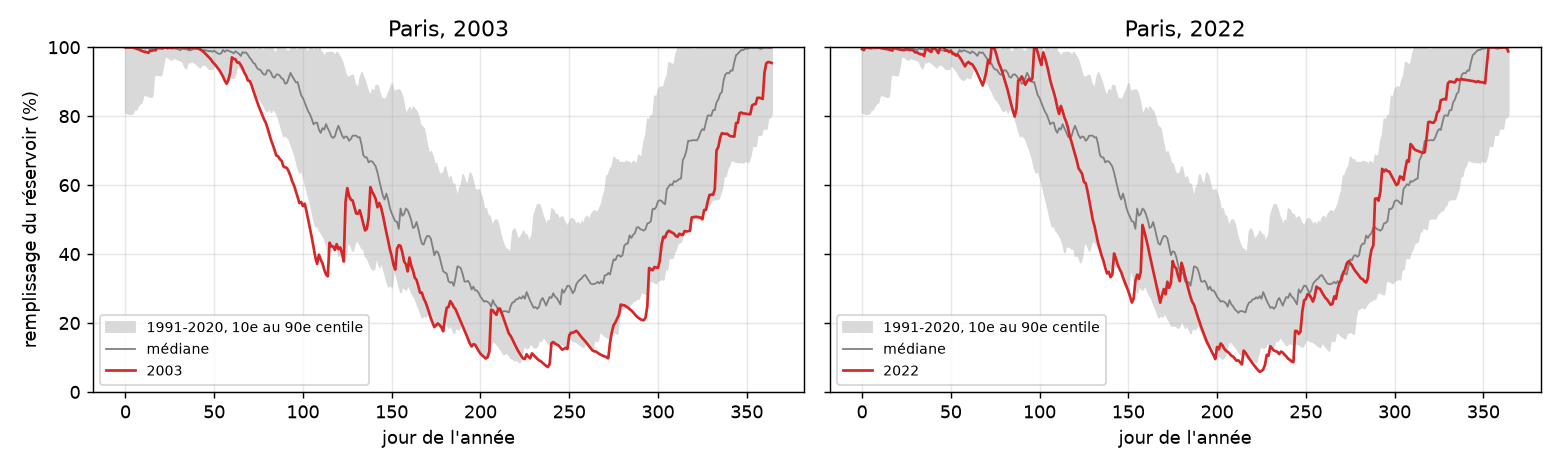 Paris, 2003
remplissage du réservoir (%)
100
80
60
40
20
0
1991-2020, 10e au 90e centile
médiane
2003
0 50 100 150 200 250 300 350
jour de l'année
Paris, 2022
1991-2020, 10e au 90e centile
médiane
2022
0 50 100 150 200 250 300 350
jour de l'année